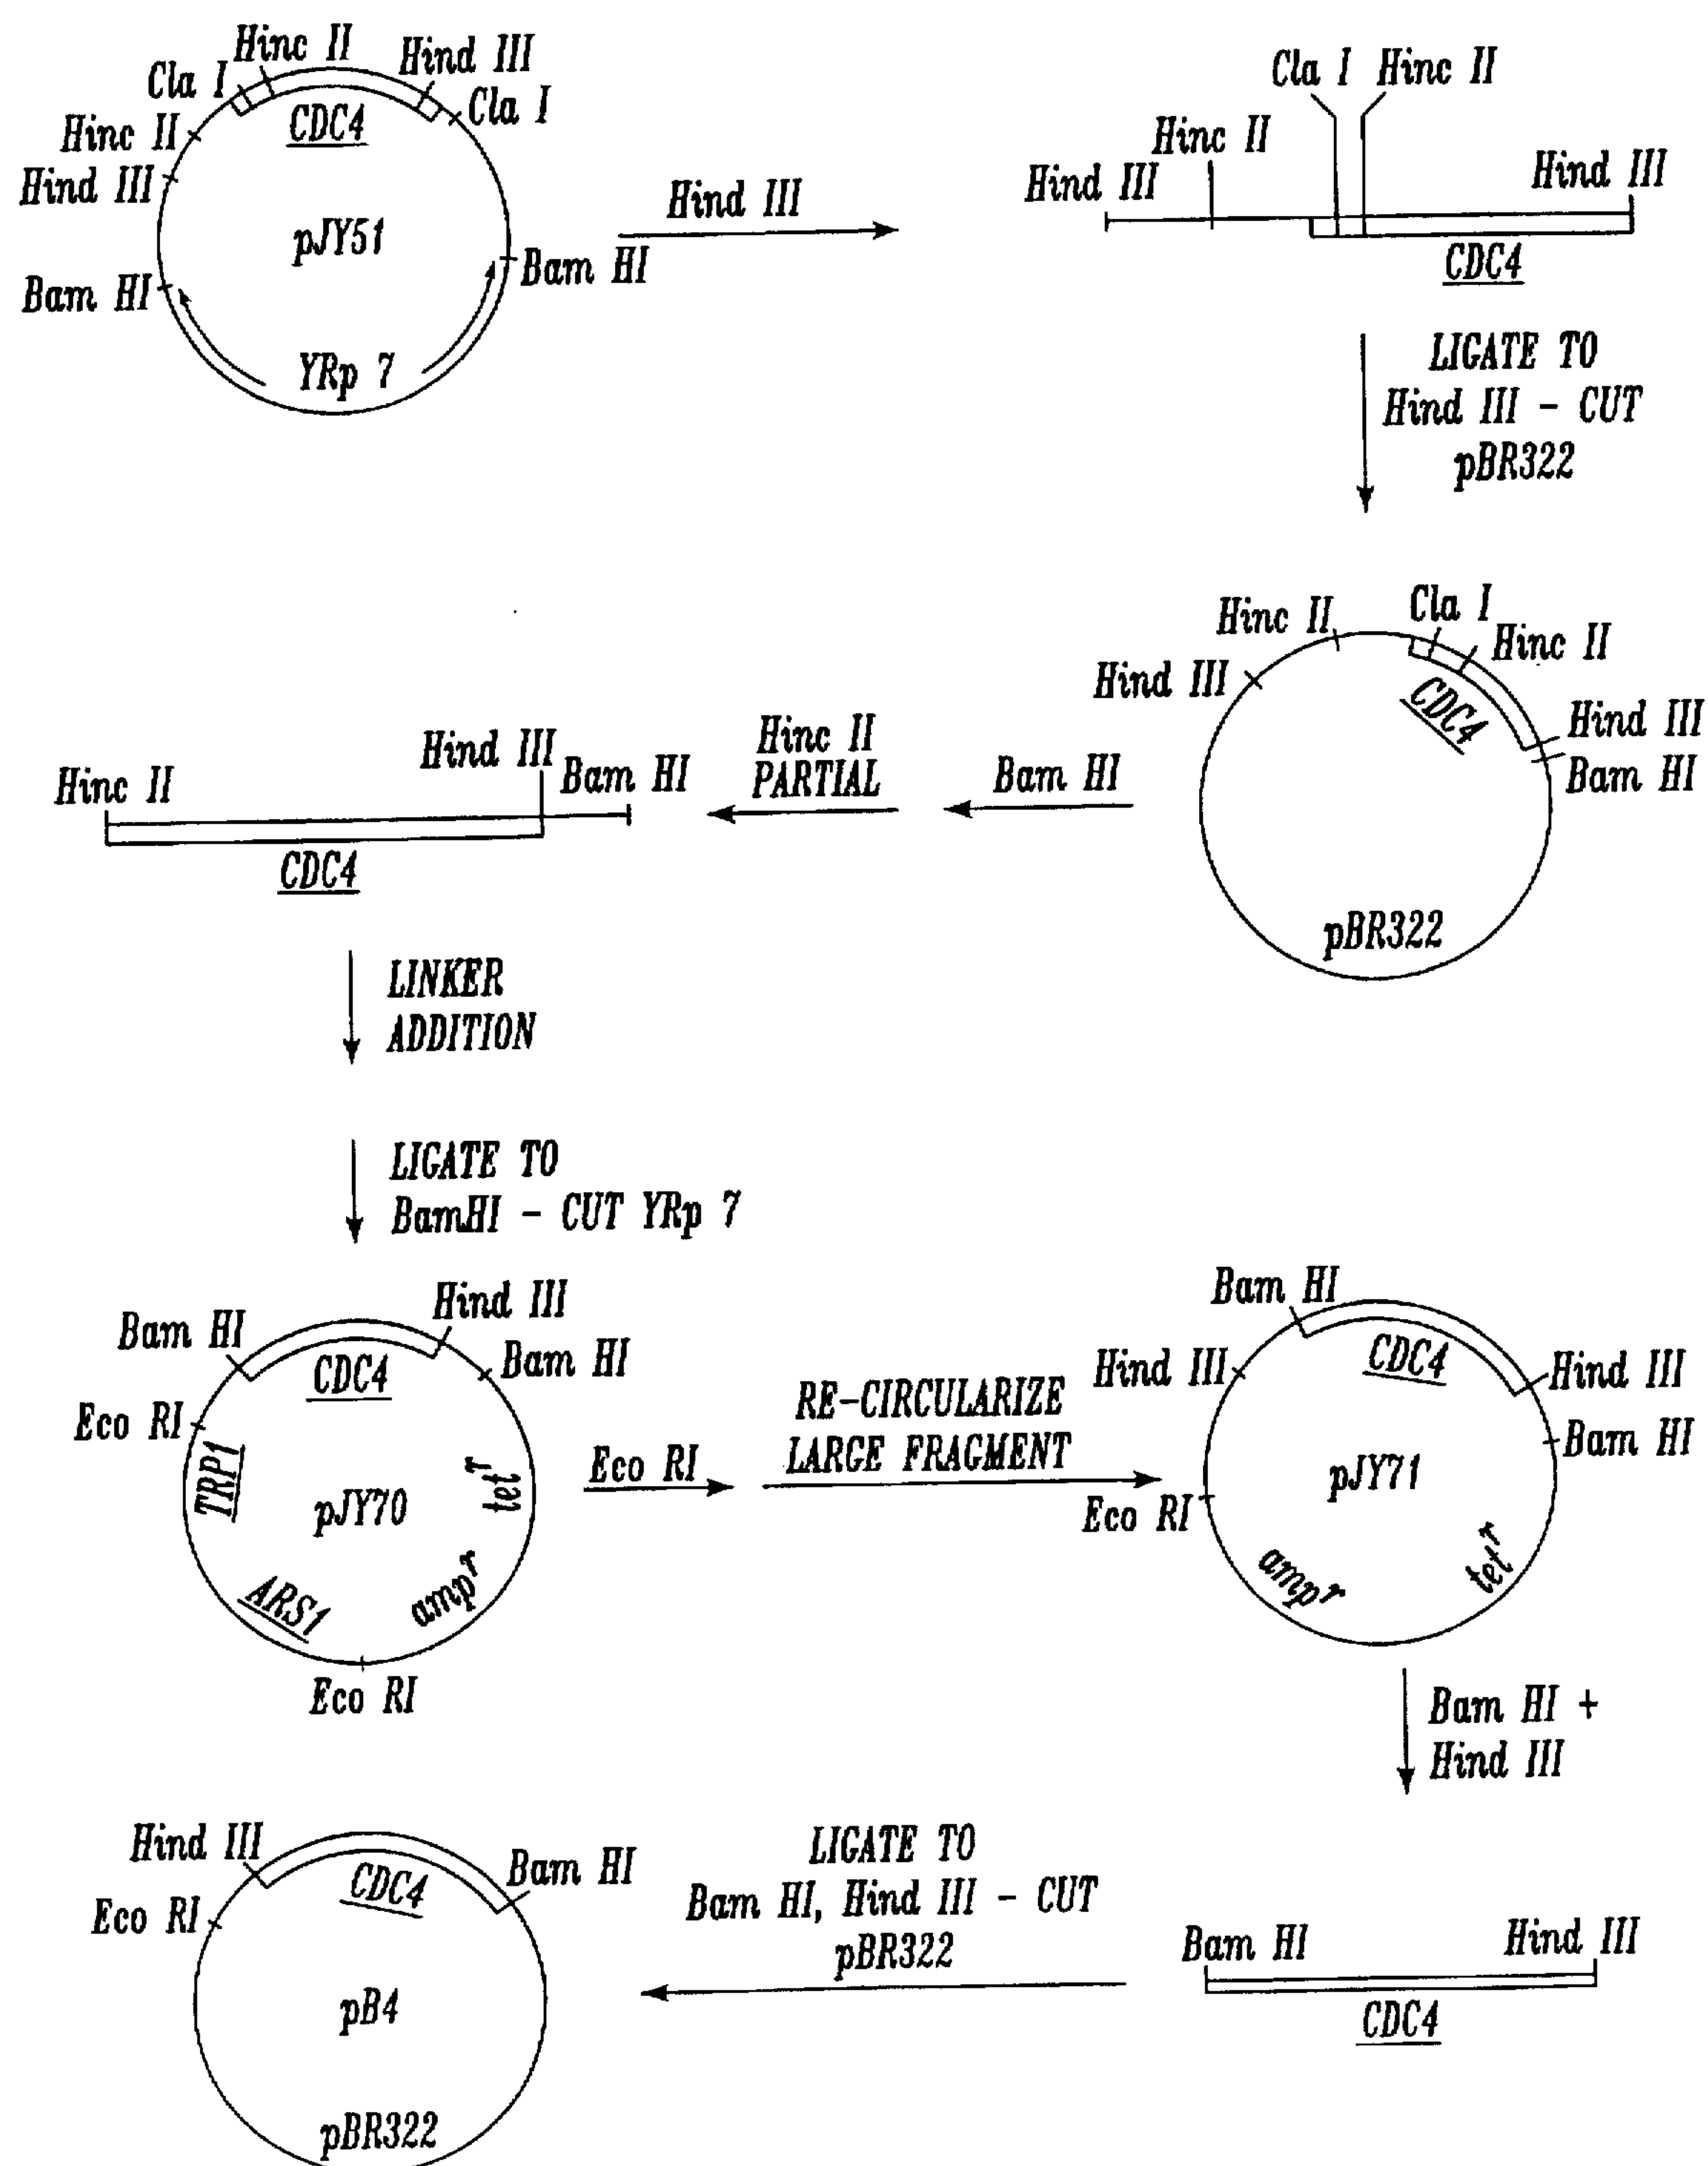 Hinc II
Hind III
Cla I
Cla I
Hinc II
CDC4
Hind III
pJY51
Bam HI
Bam HI
YRp 7
Hind III
Cla I Hinc II
Hinc II
Hind III
Hind III
CDC4
LIGATE TO
Hind III - CUT
pBR322
Cla I
Hinc II
Hinc II
Hind III
CDC4
Hind III
Bam HI
pBR322
Bam HI
Hinc II
PARTIAL
Hind III
Bam HI
Hinc II
CDC4
LINKER
ADDITION
LIGATE TO
BamHI - CUT YRp 7
Hind III
Bam HI
Bam HI
CDC4
Eco RI
TRP1
pJY70
tet r
ARS1
amp r
Eco RI
Eco RI
RE-CIRCULARIZE
LARGE FRAGMENT
Bam HI
Hind III
CDC4
Hind III
Bam HI
pJY71
Eco RI
amp r
tet r
Bam HI +
Hind III
Bam HI
Hind III
CDC4
LIGATE TO
Bam HI, Hind III - CUT
pBR322
Hind III
Bam HI
CDC4
Eco RI
pB4
pBR322